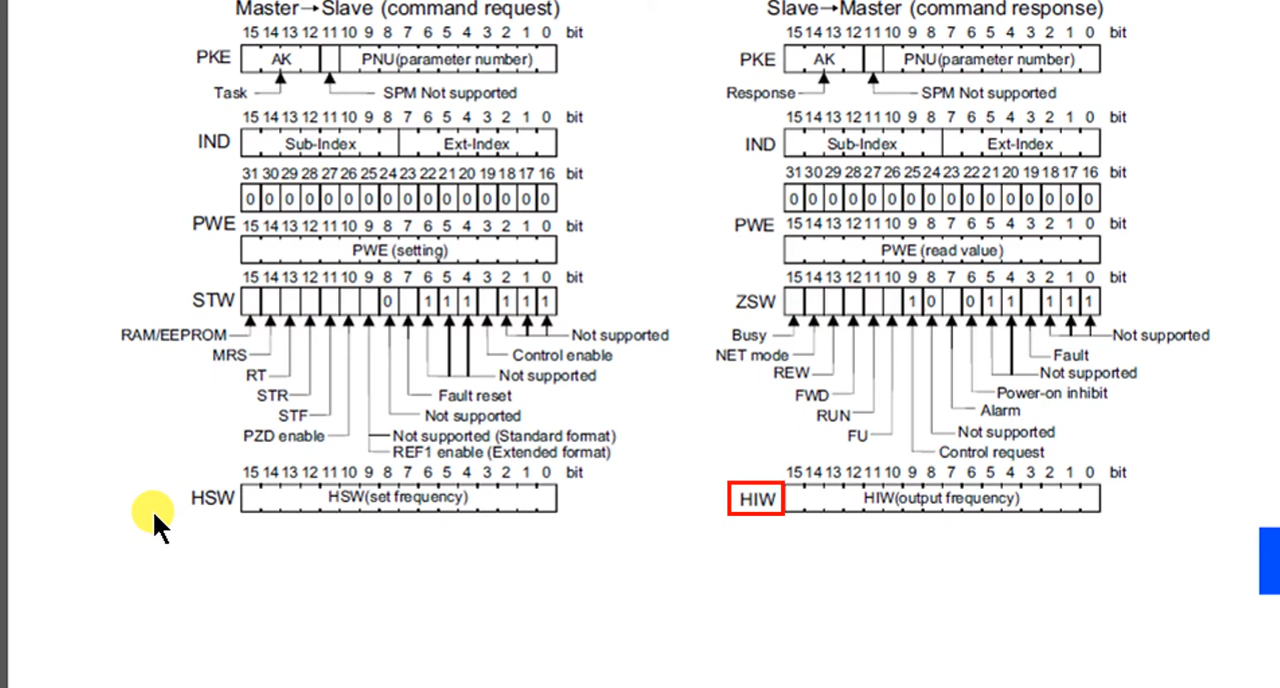 Master→Slave (command request)
15 14 13 12 11 10 9 8 7 6 5 4 3 2 1 0 bit
PKE AK PNU(parameter number)
Task SPM Not supported
15 14 13 12 11 10 9 8 7 6 5 4 3 2 1 0 bit
IND Sub-Index Ext-Index
31 30 29 28 27 26 25 24 23 22 21 20 19 18 17 16 bit
0 0 0 0 0 0 0 0 0 0 0 0 0 0 0 0
PWE 15 14 13 12 11 10 9 8 7 6 5 4 3 2 1 0 bit
PWE (setting)
15 14 13 12 11 10 9 8 7 6 5 4 3 2 1 0 bit
STW 0 1 1 1 1 1 1
RAM/EEPROM Not supported
MRS Control enable
RT Not supported
STR Fault reset
STF Not supported
PZD enable Not supported (Standard format)
REF1 enable (Extended format)
15 14 13 12 11 10 9 8 7 6 5 4 3 2 1 0 bit
HSW HSW(set frequency)
Slave→Master (command response)
15 14 13 12 11 10 9 8 7 6 5 4 3 2 1 0 bit
PKE AK PNU(parameter number)
Response SPM Not supported
15 14 13 12 11 10 9 8 7 6 5 4 3 2 1 0 bit
IND Sub-Index Ext-Index
31 30 29 28 27 26 25 24 23 22 21 20 19 18 17 16 bit
0 0 0 0 0 0 0 0 0 0 0 0 0 0 0 0
PWE 15 14 13 12 11 10 9 8 7 6 5 4 3 2 1 0 bit
PWE (read value)
15 14 13 12 11 10 9 8 7 6 5 4 3 2 1 0 bit
ZSW 1 0 0 1 1 1 1 1
Busy Not supported
NET mode Fault
REW Not supported
FWD Power-on inhibit
RUN Alarm
FU Not supported
Control request
15 14 13 12 11 10 9 8 7 6 5 4 3 2 1 0 bit
HIW HIW(output frequency)